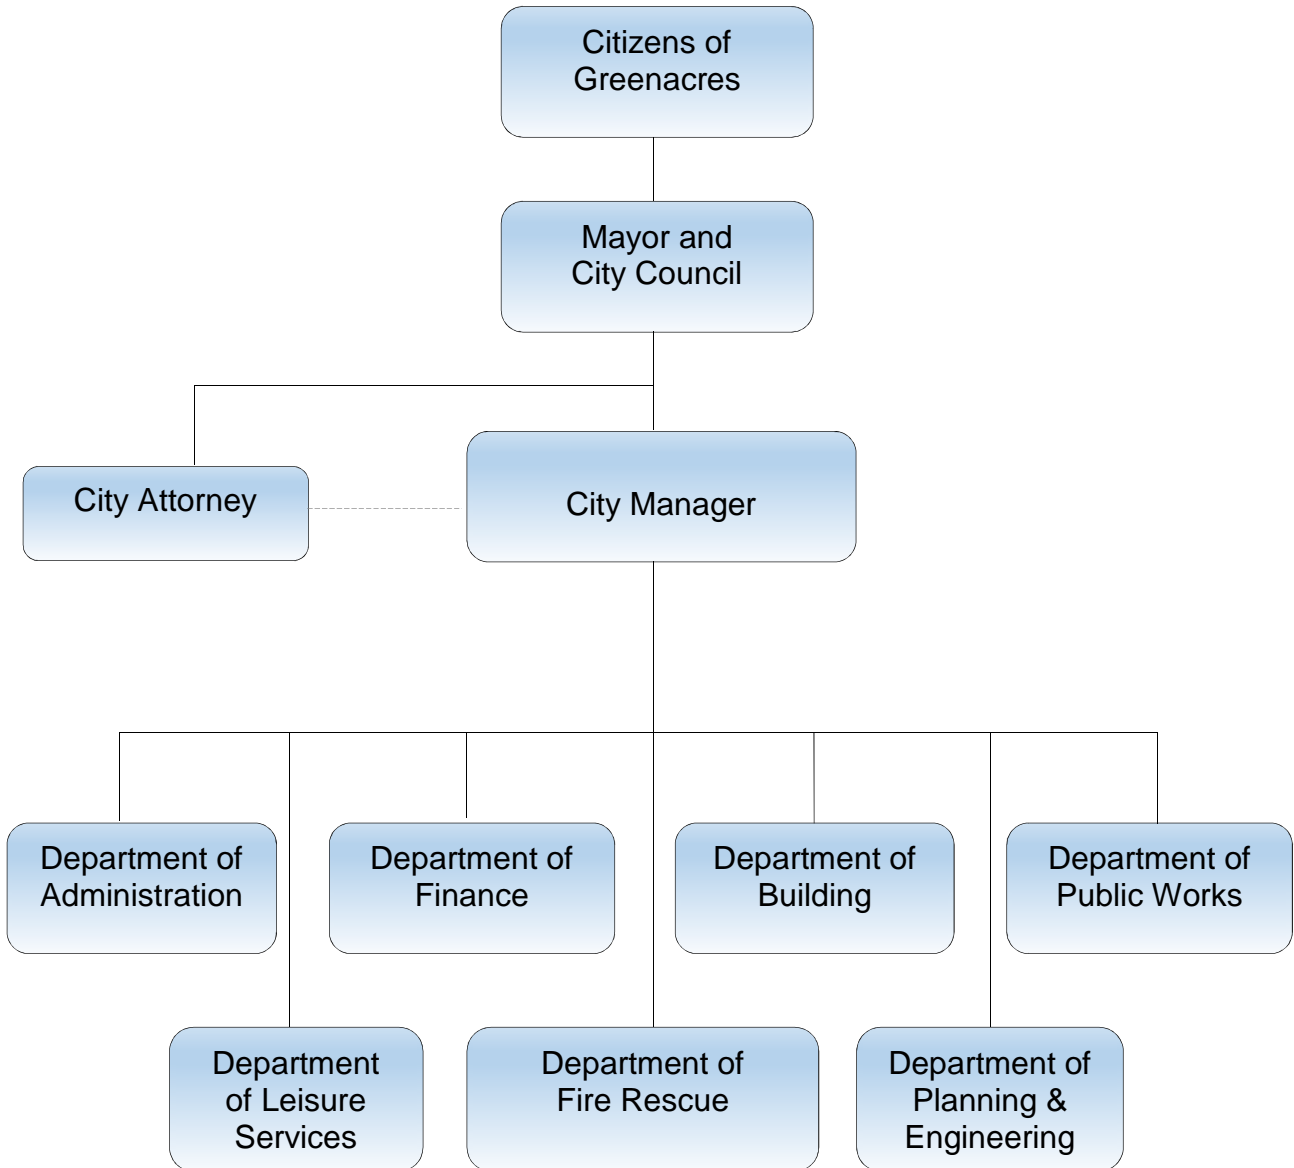 Citizens of
Greenacres
Mayor and
City Council
City Attorney
City Manager
Department of
Administration
Department of
Finance
Department of
Building
Department of
Public Works
Department
of Leisure
Services
Department of
Fire Rescue
Department of
Planning &
Engineering